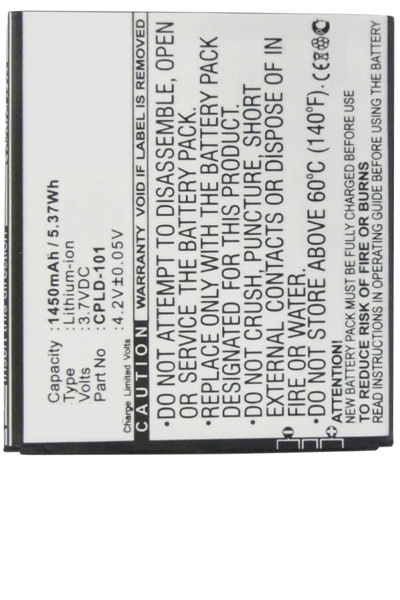 Capacity : 1450mAh / 5.37Wh
Type : Lithium-ion
Volts : 3.7VDC
Part No : CPLD-101
Charge Limited Volts 4.2V±0.05V
CAUTION WARRANTY VOID IF LABEL IS REMOVED
•DO NOT ATTEMPT TO DISASSEMBLE, OPEN
OR SERVICE THE BATTERY PACK.
•REPLACE ONLY WITH THE BATTERY PACK
DESIGNATED FOR THIS PRODUCT.
•DO NOT CRUSH, PUNCTURE, SHORT
EXTERNAL CONTACTS OR DISPOSE OF IN
FIRE OR WATER.
•DO NOT STORE ABOVE 60°C (140°F). CE
ATTENTION!
NEW BATTERY PACK MUST BE FULLY CHARGED BEFORE USE
TO REDUCE RISK OF FIRE OR BURNS
READ INSTRUCTIONS IN OPERATING GUIDE BEFORE USING THE BATTERY